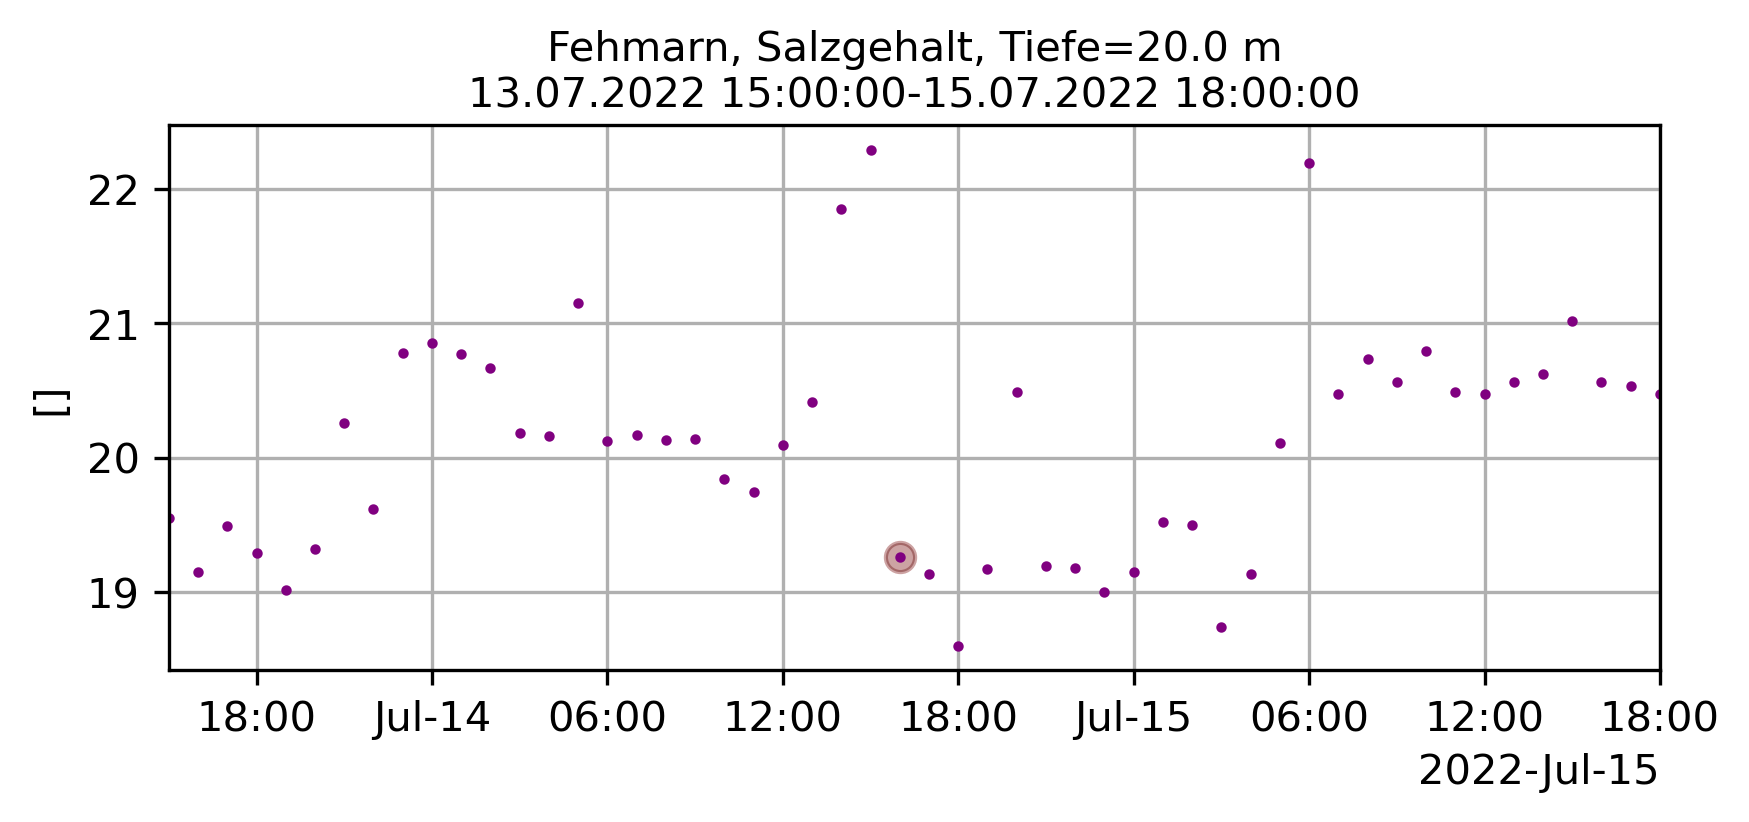 Fehmarn, Salzgehalt, Tiefe=20.0 m
13.07.2022 15:00:00-15.07.2022 18:00:00
22
21
20
19
[]
18:00 Jul-14 06:00 12:00 18:00 Jul-15 06:00 12:00 18:00
2022-Jul-15